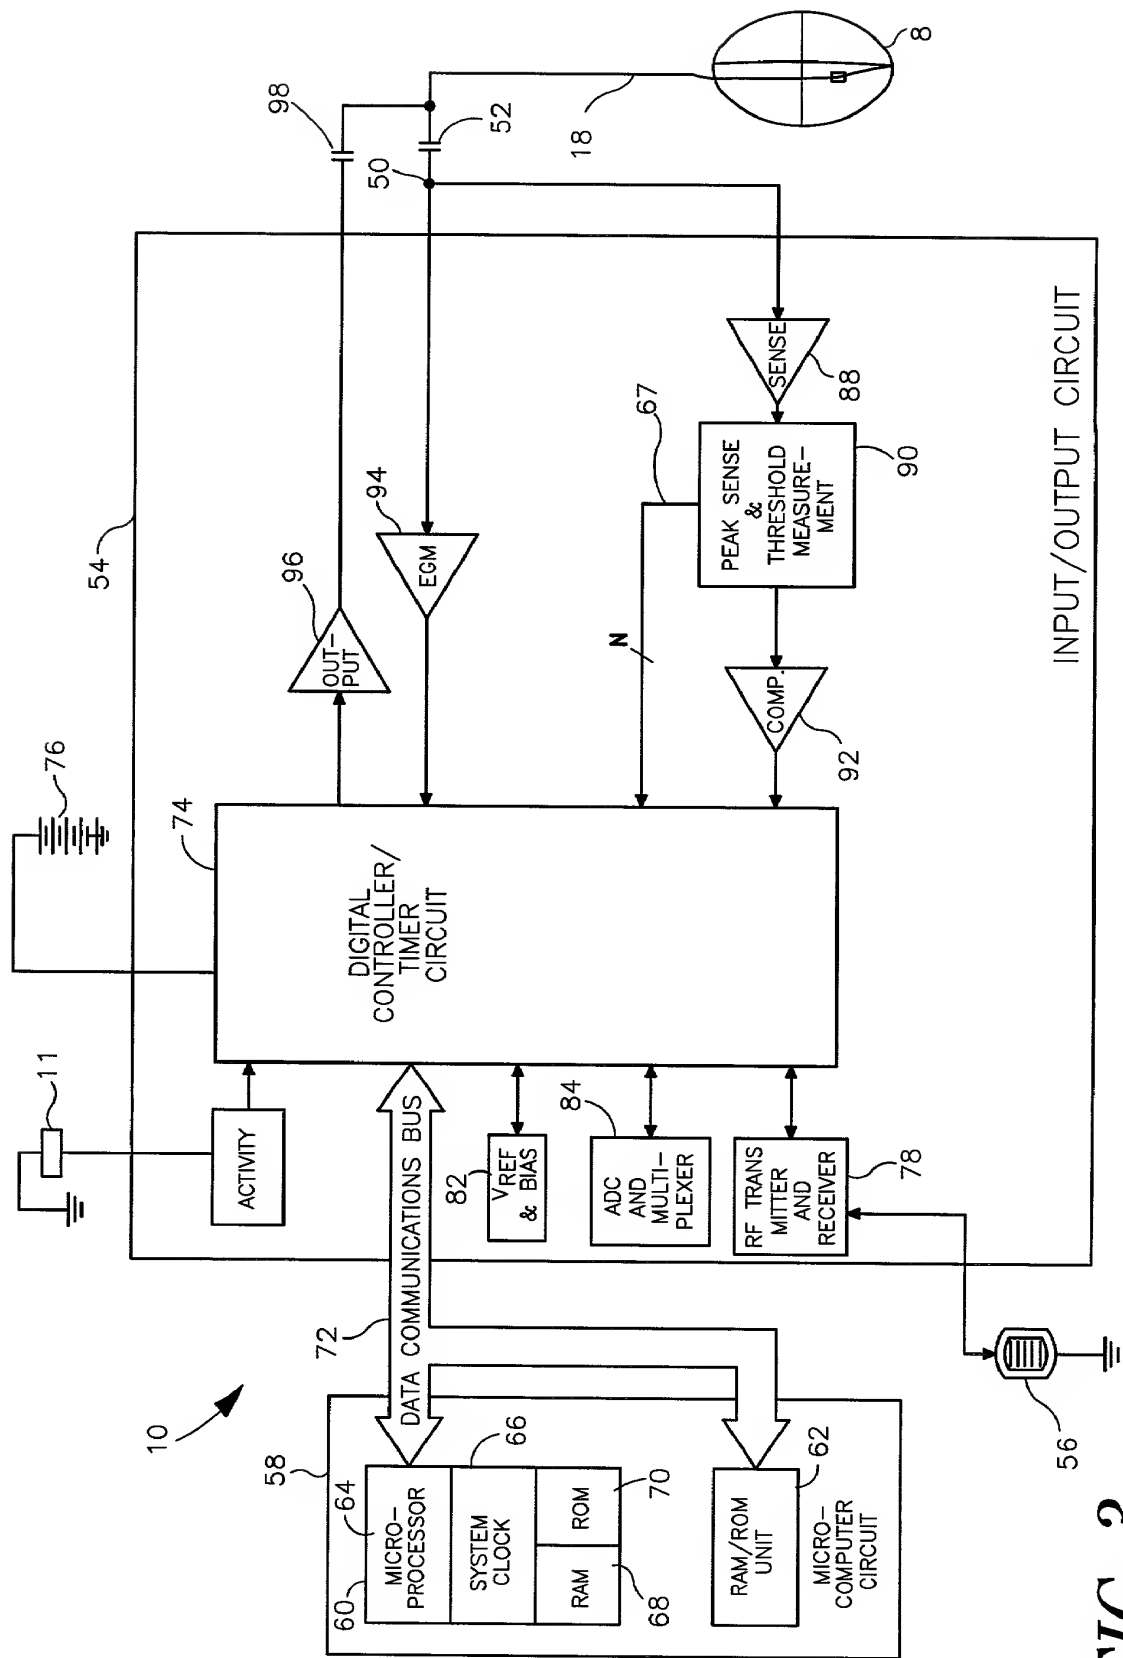 10
11
ACTIVITY
76
74
DIGITAL
CONTROLLER/
TIMER
CIRCUIT
54
96
OUT-
PUT
94
EGM
98
50
52
18
8
58
60
64
MICRO-
PROCESSOR
66
SYSTEM
CLOCK
RAM
ROM
68
70
62
RAM/ROM
UNIT
MICRO-
COMPUTER
CIRCUIT
72
DATA COMMUNICATIONS BUS
82
VREF
& BIAS
84
ADC
AND
MULTI-
PLEXER
78
RF TRANS
MITTER
AND
RECEIVER
56
N
67
COMP.
92
PEAK SENSE
&
THRESHOLD
MEASURE-
MENT
90
SENSE
88
INPUT/OUTPUT CIRCUIT